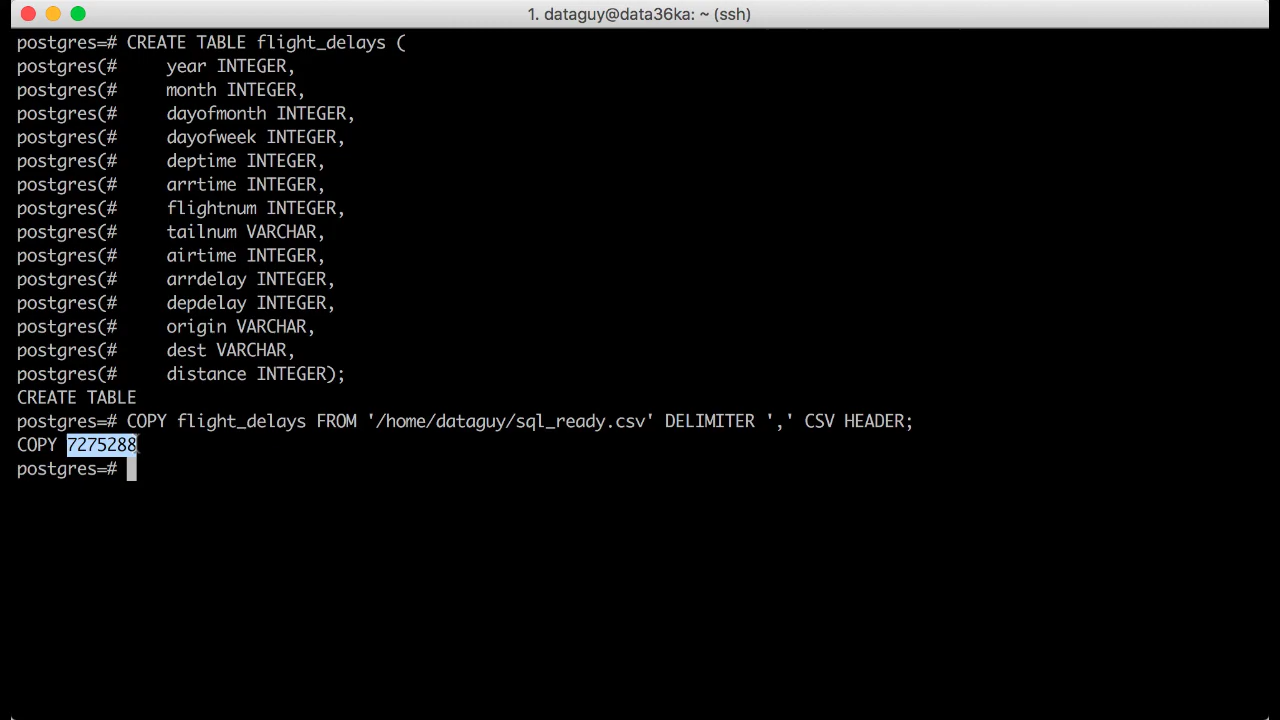 1. dataguy@data36ka: ~ (ssh)
postgres=# CREATE TABLE flight_delays (
postgres(#     year INTEGER,
postgres(#     month INTEGER,
postgres(#     dayofmonth INTEGER,
postgres(#     dayofweek INTEGER,
postgres(#     deptime INTEGER,
postgres(#     arrtime INTEGER,
postgres(#     flightnum INTEGER,
postgres(#     tailnum VARCHAR,
postgres(#     airtime INTEGER,
postgres(#     arrdelay INTEGER,
postgres(#     depdelay INTEGER,
postgres(#     origin VARCHAR,
postgres(#     dest VARCHAR,
postgres(#     distance INTEGER);
CREATE TABLE
postgres=# COPY flight_delays FROM '/home/dataguy/sql_ready.csv' DELIMITER ',' CSV HEADER;
COPY 7275288
postgres=#